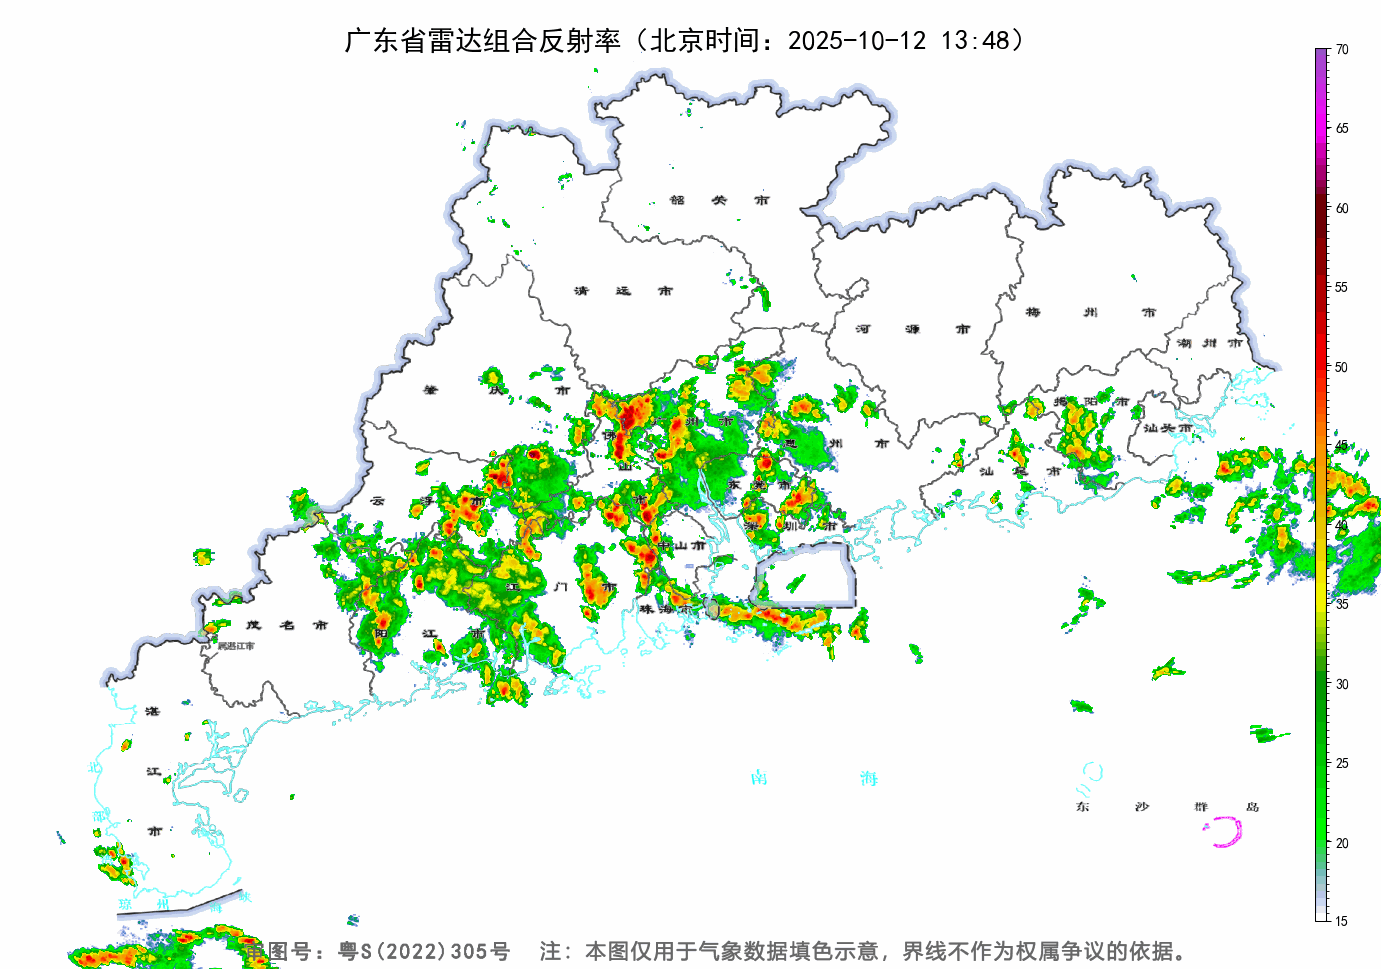 广东省雷达组合反射率（北京时间：2025-10-12 13:48）
70
65
60
55
50
45
40
35
30
25
20
15
韶关市
清远市
河源市
梅州市
潮州市
肇庆市
揭阳市
汕头市
广州市
佛山市
惠州市
汕尾市
东莞市
云浮市
深圳市
中山市
江门市
珠海市
茂名市
阳江市
属湛江市
湛江市
北部
南海
东沙群岛
琼州海峡
审图号：粤S(2022)305号 注：本图仅用于气象数据填色示意，界线不作为权属争议的依据。